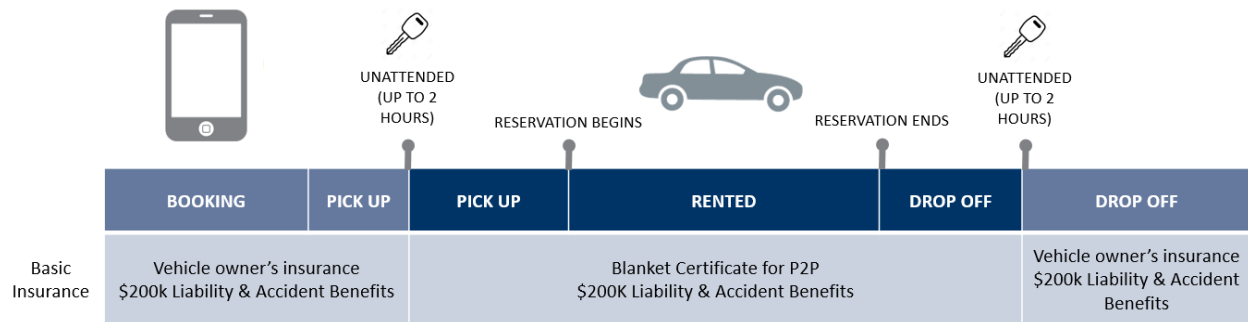 UNATTENDED
(UP TO 2
HOURS)
RESERVATION BEGINS
RESERVATION ENDS
UNATTENDED
(UP TO 2
HOURS)
BOOKING
PICK UP
PICK UP
RENTED
DROP OFF
DROP OFF
Basic
Insurance
Vehicle owner’s insurance
$200k Liability & Accident Benefits
Blanket Certificate for P2P
$200K Liability & Accident Benefits
Vehicle owner’s insurance
$200k Liability & Accident
Benefits